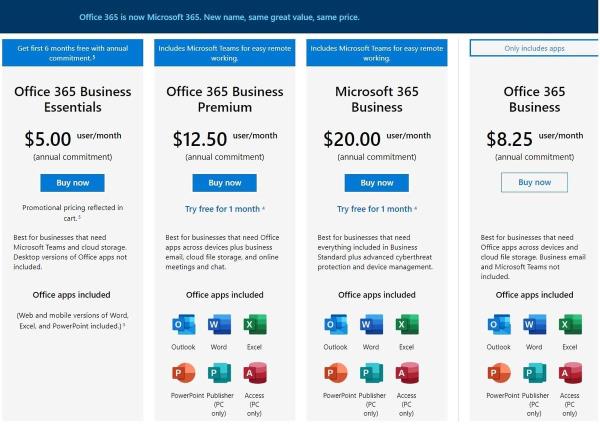 Office 365 is now Microsoft 365. New name, same great value, same price.
Get first 6 months free with annual
commitment.⁵
Office 365 Business
Essentials
$5.00 user/month
(annual commitment)
Buy now
Promotional pricing reflected in
cart.⁵
Best for businesses that need
Microsoft Teams and cloud storage.
Desktop versions of Office apps not
included.
Office apps included
(Web and mobile versions of Word,
Excel, and PowerPoint included.)³
Includes Microsoft Teams for easy remote
working.
Office 365 Business
Premium
$12.50 user/month
(annual commitment)
Buy now
Try free for 1 month ⁴
Best for businesses that need Office
apps across devices plus business
email, cloud file storage, and online
meetings and chat.
Office apps included
Outlook Word Excel
PowerPoint Publisher Access
(PC (PC
only) only)
Includes Microsoft Teams for easy remote
working.
Microsoft 365
Business
$20.00 user/month
(annual commitment)
Buy now
Try free for 1 month ⁴
Best for businesses that need
everything included in Business
Standard plus advanced cyberthreat
protection and device management.
Office apps included
Outlook Word Excel
PowerPoint Publisher Access
(PC (PC
only) only)
Only includes apps
Office 365
Business
$8.25 user/month
(annual commitment)
Buy now
Best for businesses that need
Office apps across devices and
cloud file storage. Business email
and Microsoft Teams not
included.
Office apps included
Outlook Word Excel
PowerPoint Publisher Access
(PC (PC
only) only)